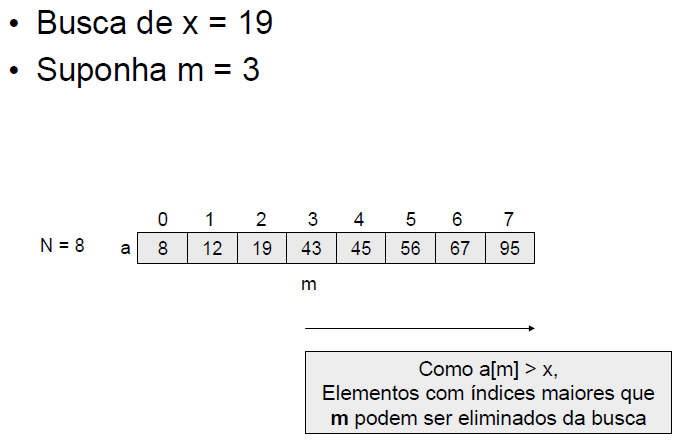 • Busca de x = 19
• Suponha m = 3
0 1 2 3 4 5 6 7
N = 8 a 8 12 19 43 45 56 67 95
m
Como a[m] > x,
Elementos com índices maiores que
m podem ser eliminados da busca